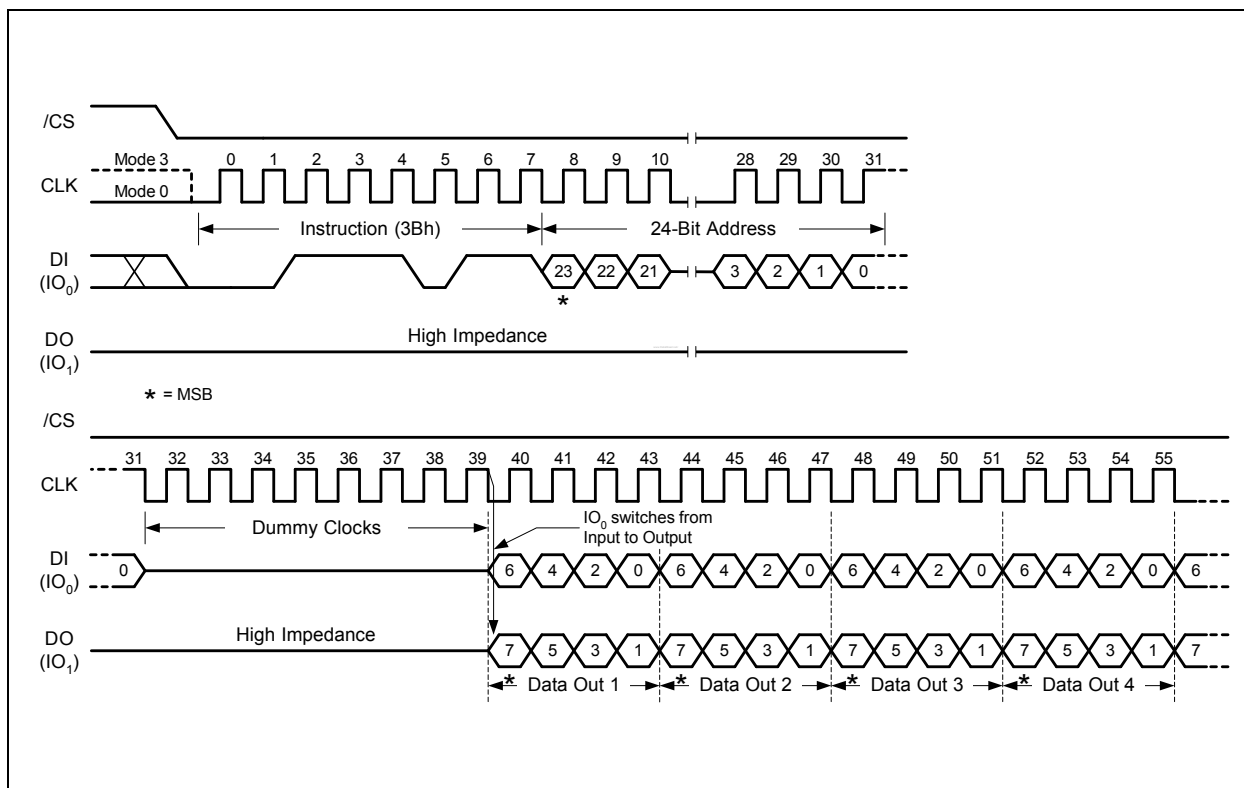 /CS
Mode 3 0 1 2 3 4 5 6 7 8 9 10 28 29 30 31
CLK
Mode 0
Instruction (3Bh) 24-Bit Address
DI
(IO0) 23 22 21 3 2 1 0
*
DO High Impedance
(IO1)
* = MSB
/CS
31 32 33 34 35 36 37 38 39 40 41 42 43 44 45 46 47 48 49 50 51 52 53 54 55
CLK
Dummy Clocks
IO0 switches from
Input to Output
DI
(IO0) 0 6 4 2 0 6 4 2 0 6 4 2 0 6 4 2 0 6
DO High Impedance 7 5 3 1 7 5 3 1 7 5 3 1 7 5 3 1 7
(IO1)
* Data Out 1 * Data Out 2 * Data Out 3 * Data Out 4